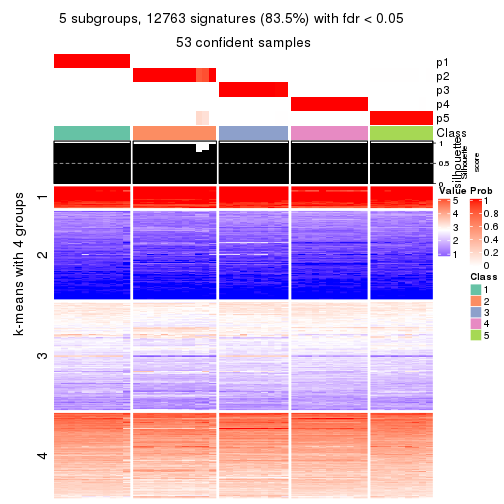 5 subgroups, 12763 signatures (83.5%) with fdr < 0.05
53 confident samples
p1
p2
p3
p4
p5
Class
1
0.5
0
silhouette
Silhouette
score
k-means with 4 groups
1
2
3
4
Value
5
4
3
2
1
Prob
1
0.8
0.6
0.4
0.2
0
Class
1
2
3
4
5